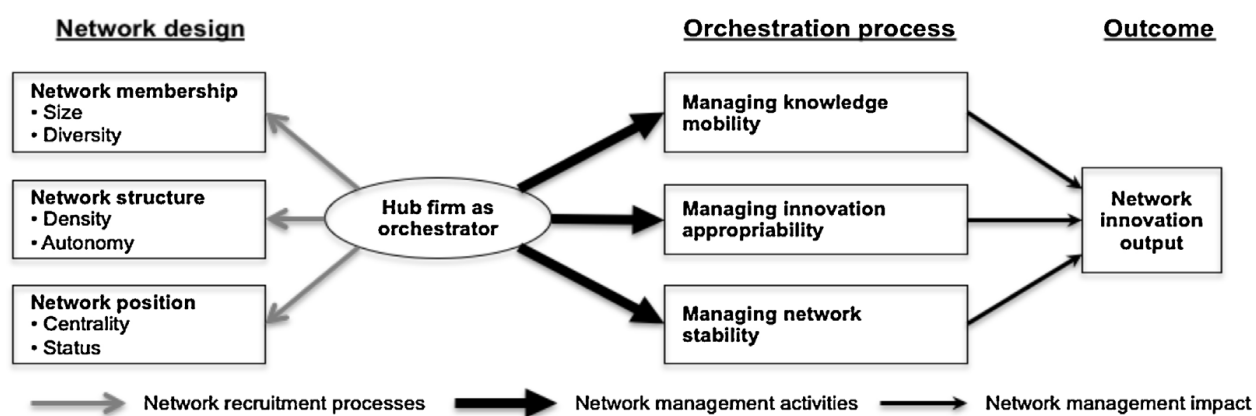 Network design
Orchestration process
Outcome
Network membership
• Size
• Diversity
Network structure
• Density
• Autonomy
Network position
• Centrality
• Status
Hub firm as
orchestrator
Managing knowledge
mobility
Managing innovation
appropriability
Managing network
stability
Network
innovation
output
Network recruitment processes
Network management activities
Network management impact